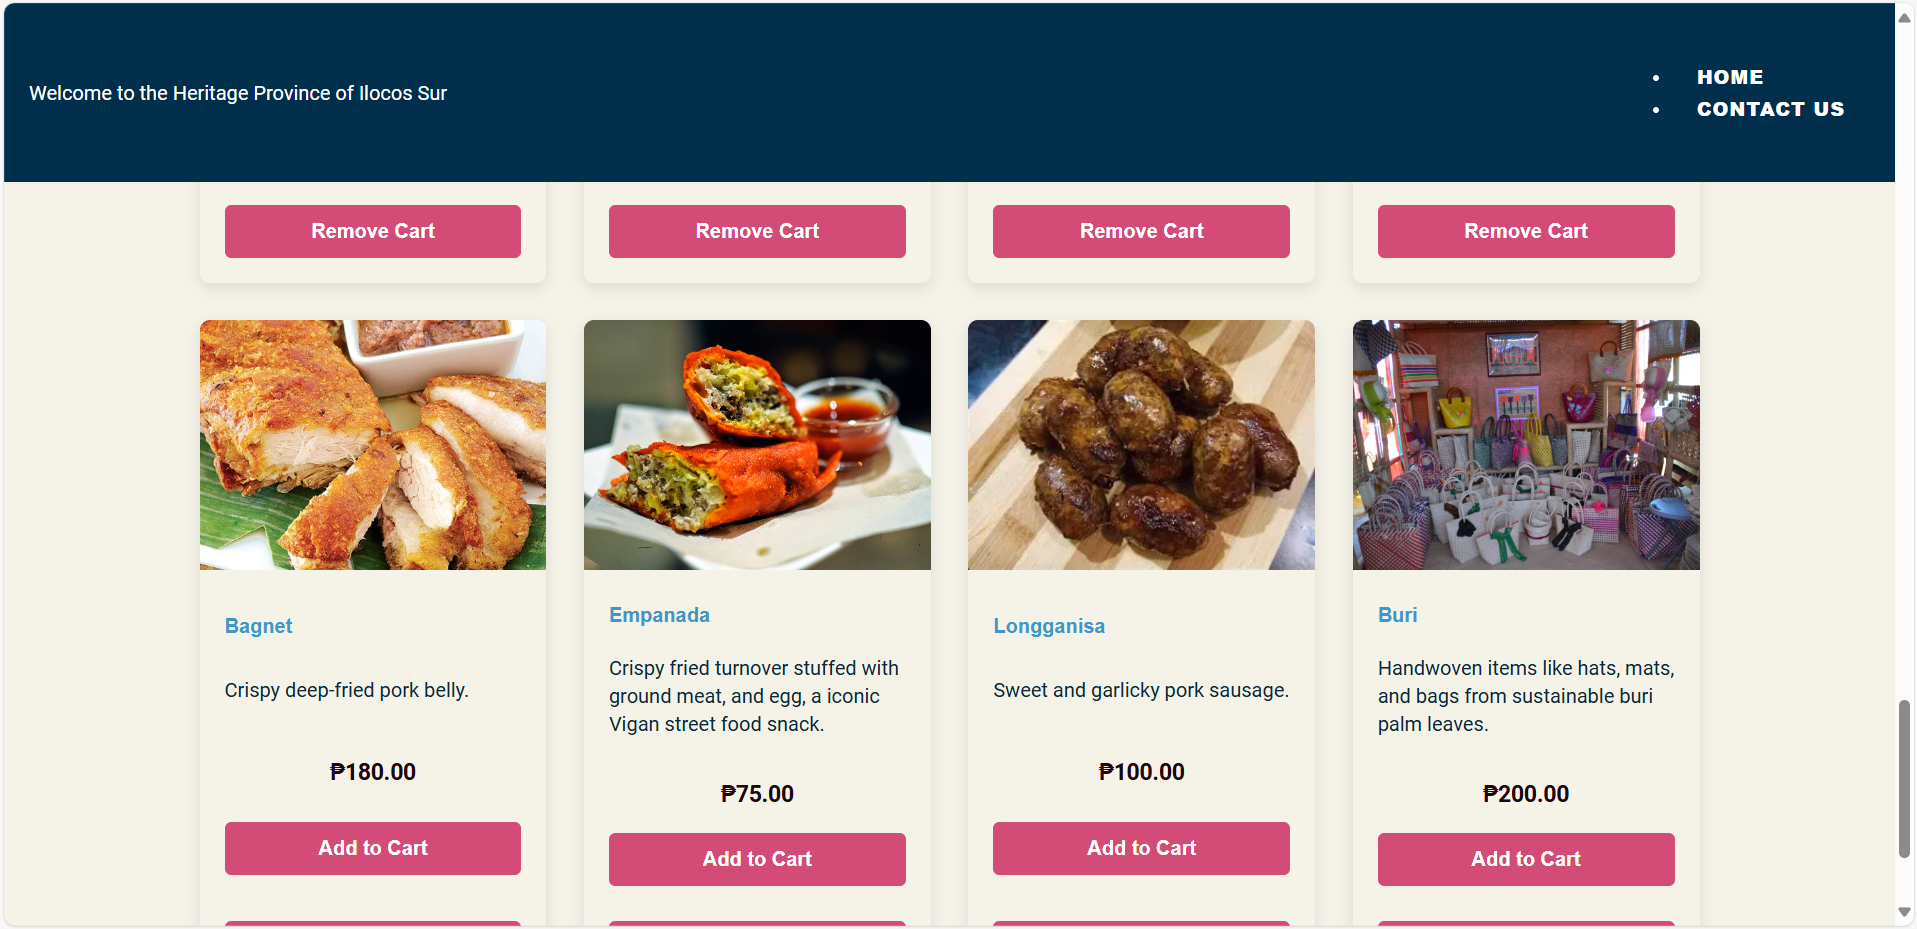 Welcome to the Heritage Province of Ilocos Sur
HOME
CONTACT US
Remove Cart
Remove Cart
Remove Cart
Remove Cart
Bagnet
Crispy deep-fried pork belly.
₱180.00
Add to Cart
Empanada
Crispy fried turnover stuffed with
ground meat, and egg, a iconic
Vigan street food snack.
₱75.00
Add to Cart
Longganisa
Sweet and garlicky pork sausage.
₱100.00
Add to Cart
Buri
Handwoven items like hats, mats,
and bags from sustainable buri
palm leaves.
₱200.00
Add to Cart